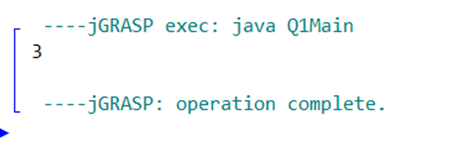 ----jGRASP exec: java Q1Main
3
----jGRASP: operation complete.